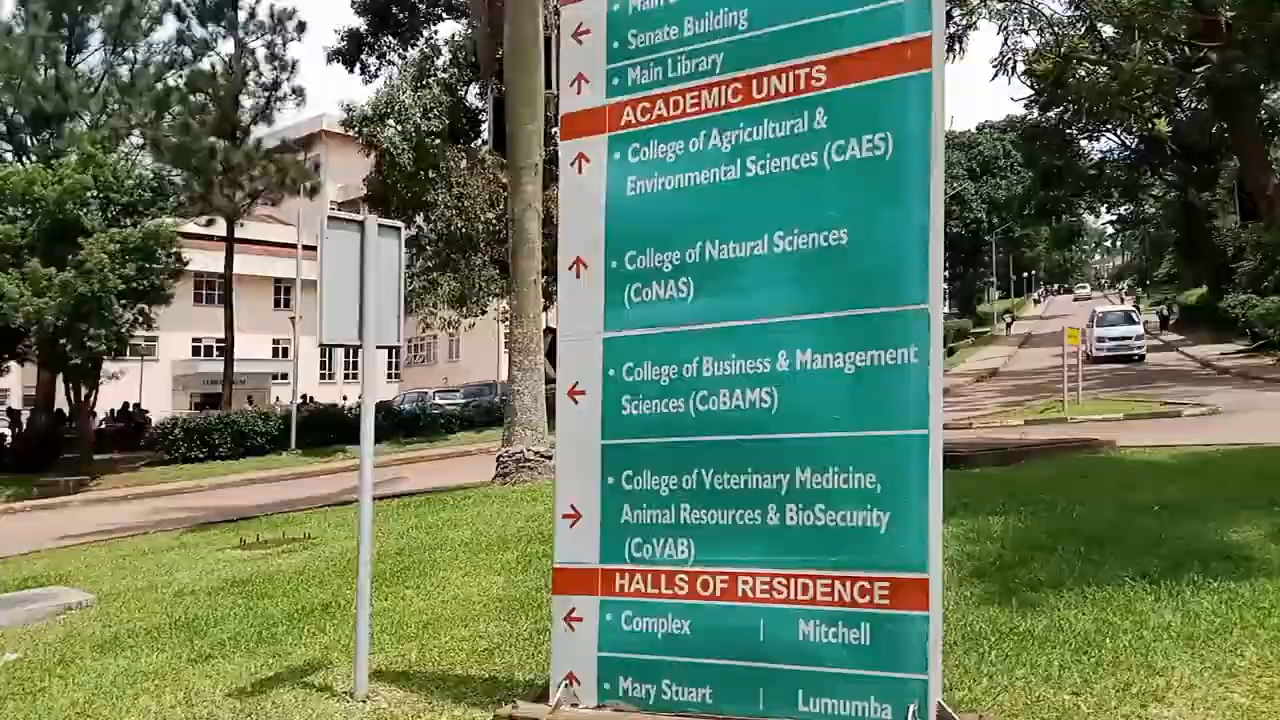 • Main
← • Senate Building
↑ • Main Library
ACADEMIC UNITS
↑ • College of Agricultural &
Environmental Sciences (CAES)
↑ • College of Natural Sciences
(CoNAS)
← • College of Business & Management
Sciences (CoBAMS)
→ • College of Veterinary Medicine,
Animal Resources & BioSecurity
(CoVAB)
HALLS OF RESIDENCE
← • Complex | Mitchell
↑ • Mary Stuart | Lumumba